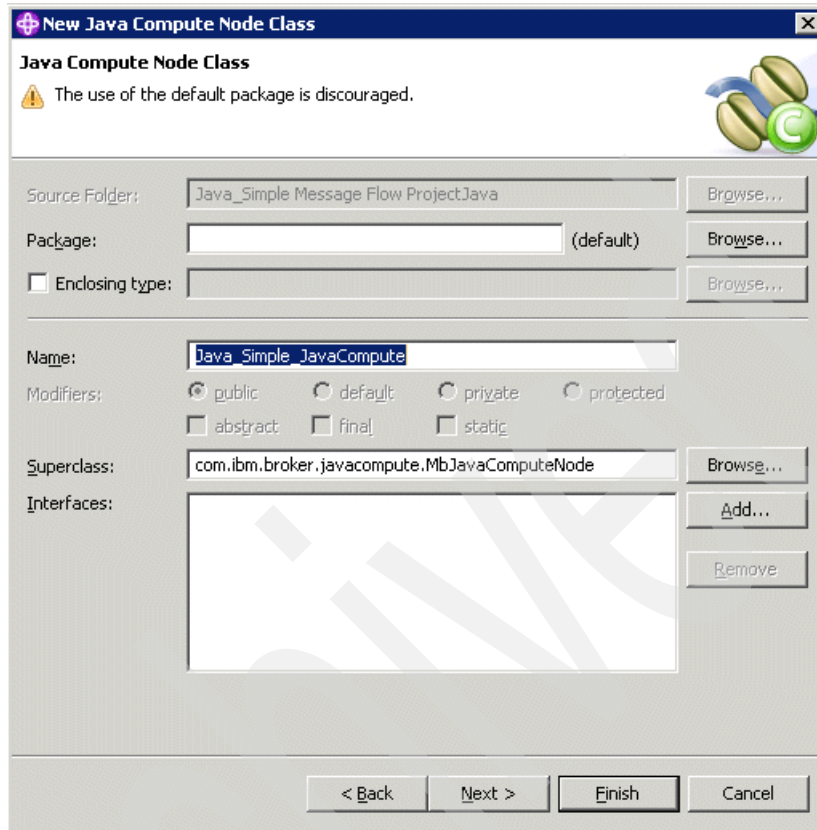 New Java Compute Node Class
Java Compute Node Class
The use of the default package is discouraged.
Source Folder: Java_Simple Message Flow ProjectJava Browse...
Package: (default) Browse...
Enclosing type: Browse...
Name: Java_Simple_JavaCompute
Modifiers: public default private protected
abstract final static
Superclass: com.ibm.broker.javacompute.MbJavaComputeNode Browse...
Interfaces: Add...
Remove
< Back Next > Finish Cancel